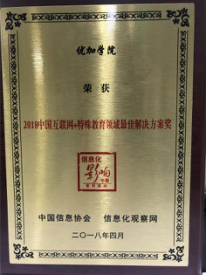 优加学院
荣获
2018中国互联网+特殊教育领域最佳解决方案奖
信息化
影响
中国
中国信息协会 信息化观察网
二〇一八年四月